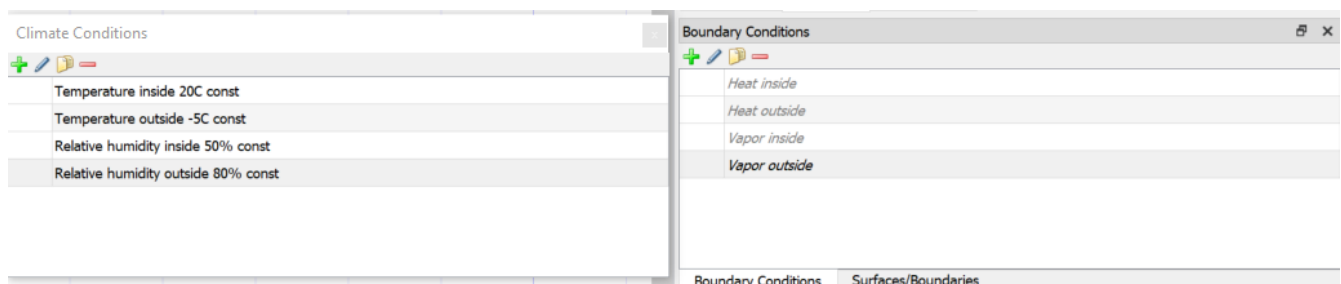 Climate Conditions
Temperature inside 20C const
Temperature outside -5C const
Relative humidity inside 50% const
Relative humidity outside 80% const
Boundary Conditions
Heat inside
Heat outside
Vapor inside
Vapor outside
Boundary Conditions Surfaces/Boundaries